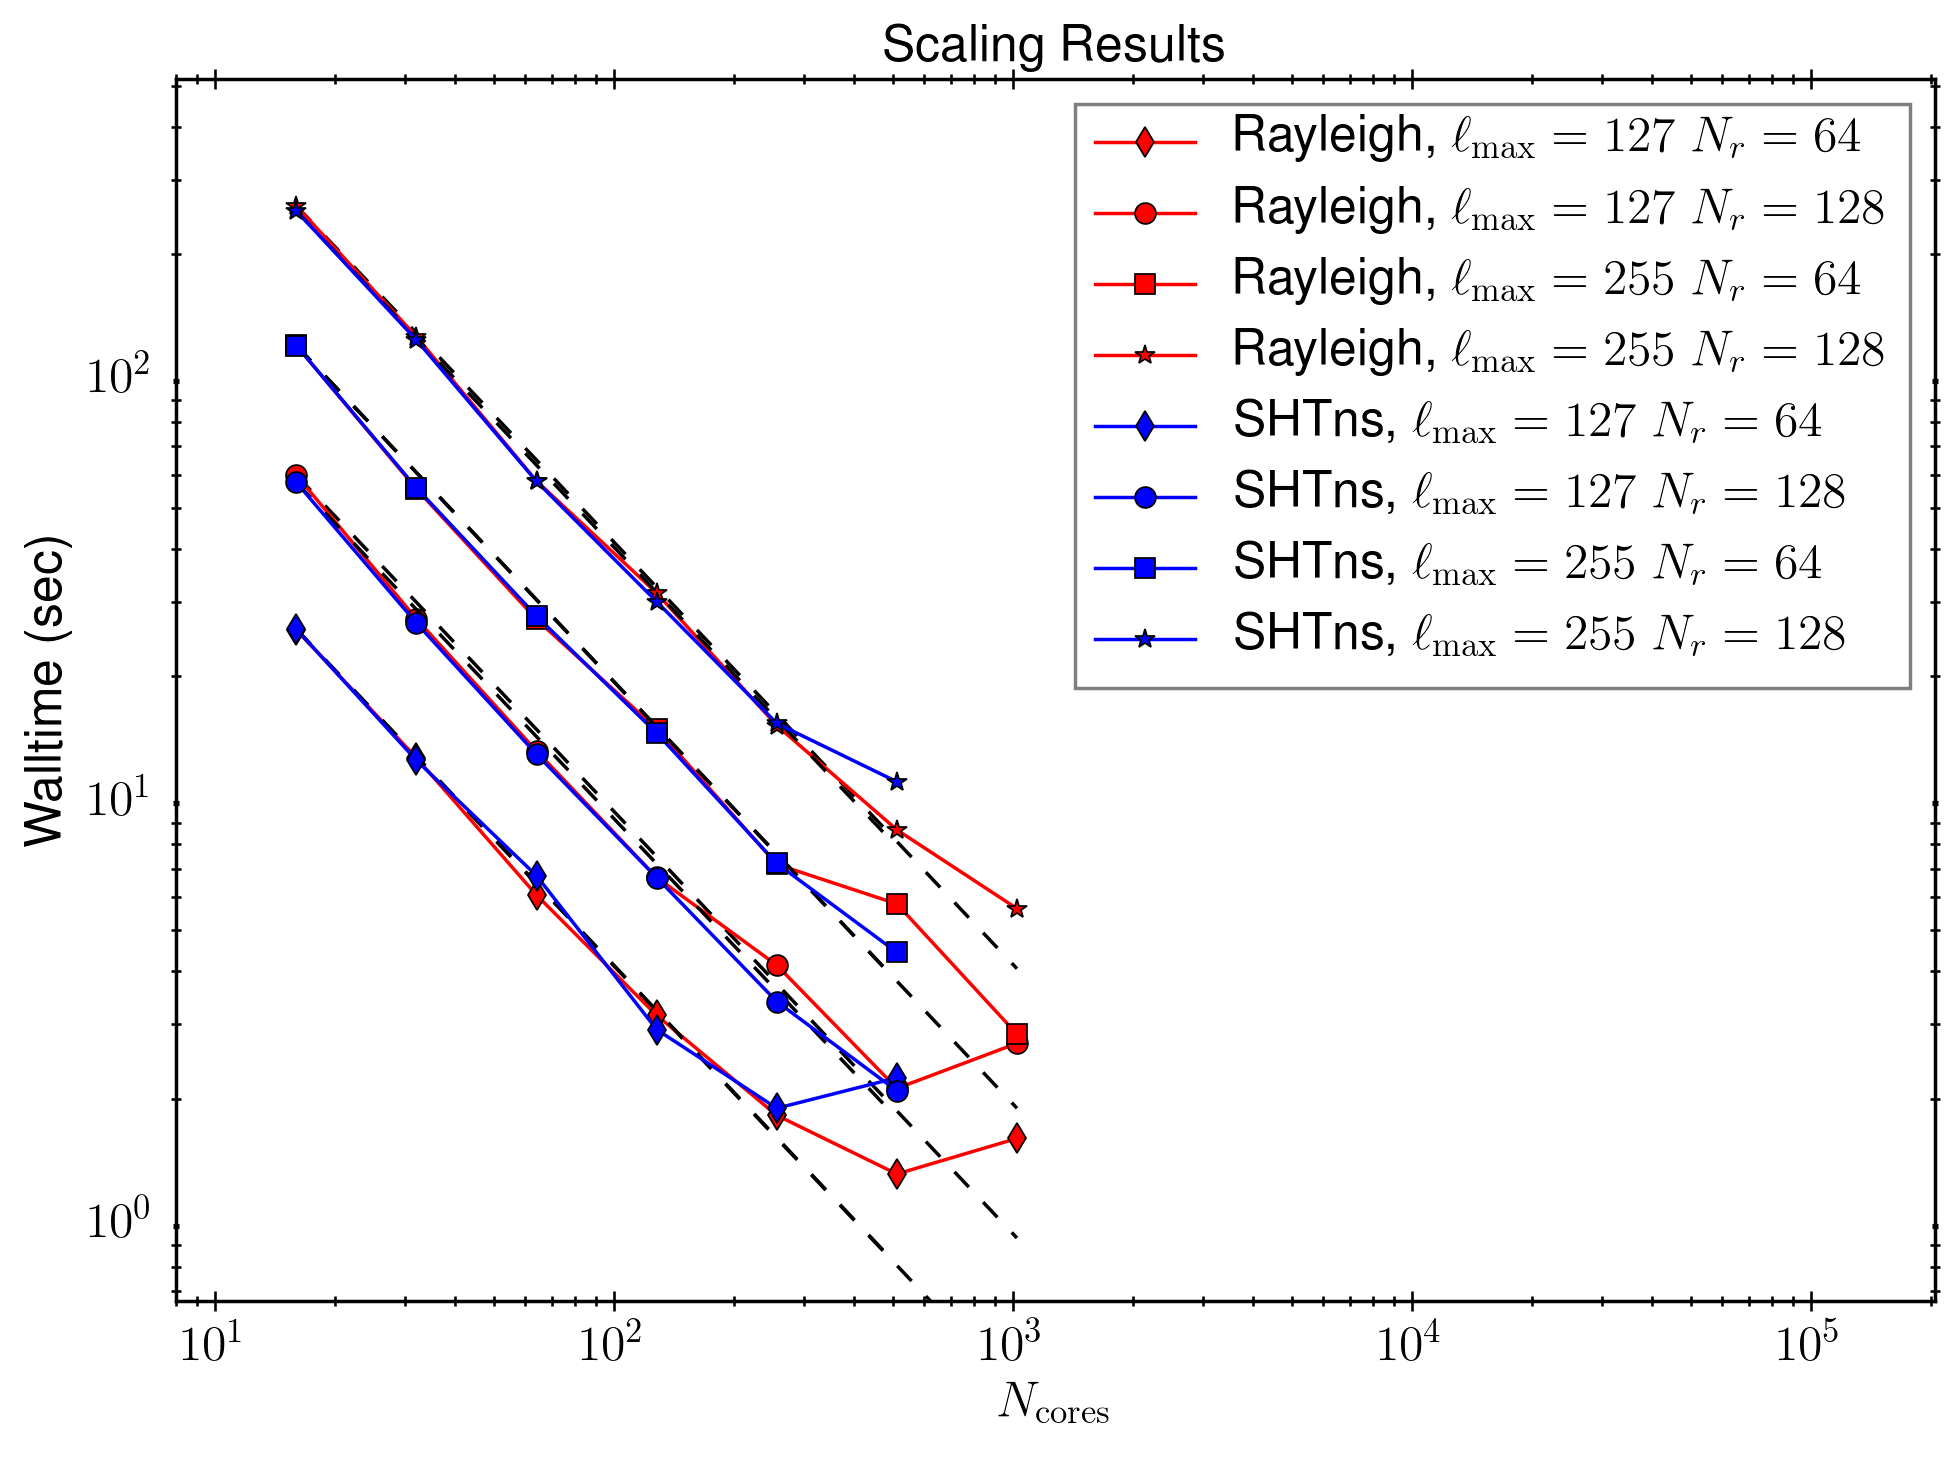 Scaling Results
Rayleigh, ℓmax = 127 Nr = 64
Rayleigh, ℓmax = 127 Nr = 128
Rayleigh, ℓmax = 255 Nr = 64
Rayleigh, ℓmax = 255 Nr = 128
SHTns, ℓmax = 127 Nr = 64
SHTns, ℓmax = 127 Nr = 128
SHTns, ℓmax = 255 Nr = 64
SHTns, ℓmax = 255 Nr = 128
Walltime (sec)
10²
10¹
10⁰
10¹ 10² 10³ 10⁴ 10⁵
Ncores